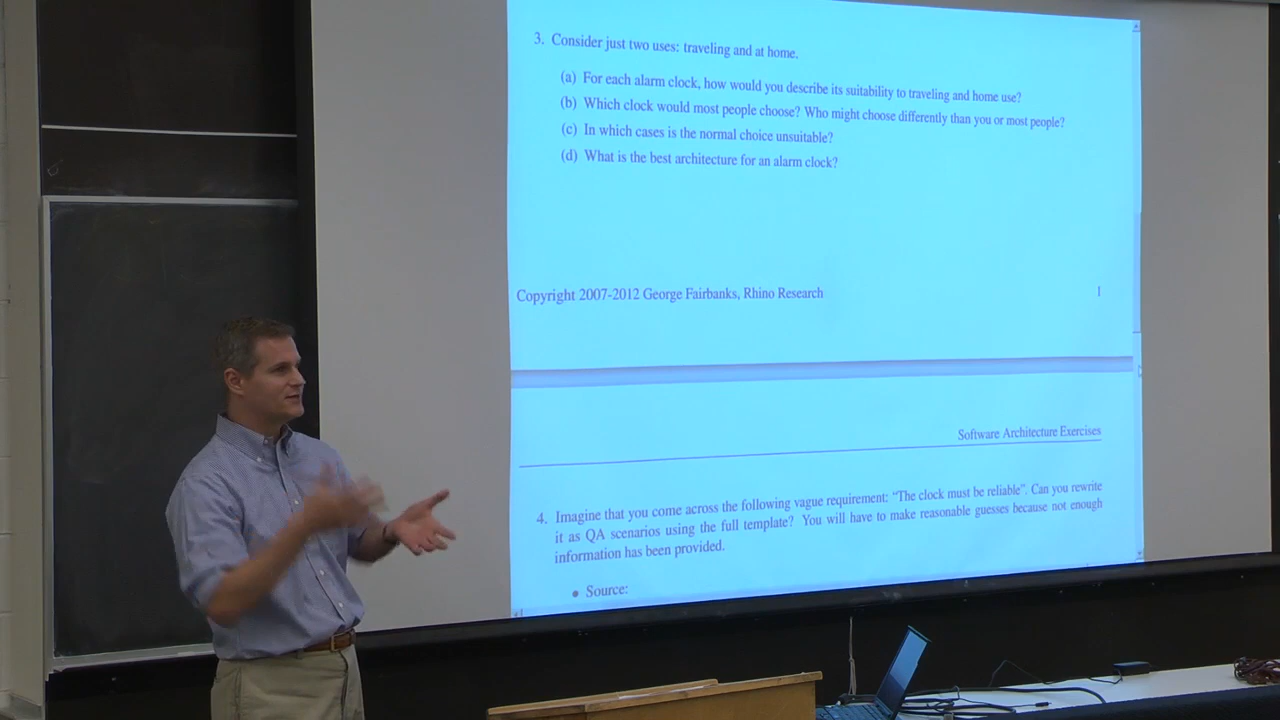 3. Consider just two uses: traveling and at home.
(a) For each alarm clock, how would you describe its suitability to traveling and home use?
(b) Which clock would most people choose? Who might choose differently than you or most people?
(c) In which cases is the normal choice unsuitable?
(d) What is the best architecture for an alarm clock?
Copyright 2007-2012 George Fairbanks, Rhino Research 1
Software Architecture Exercises
4. Imagine that you come across the following vague requirement: “The clock must be reliable”. Can you rewrite
it as QA scenarios using the full template? You will have to make reasonable guesses because not enough
information has been provided.
• Source: